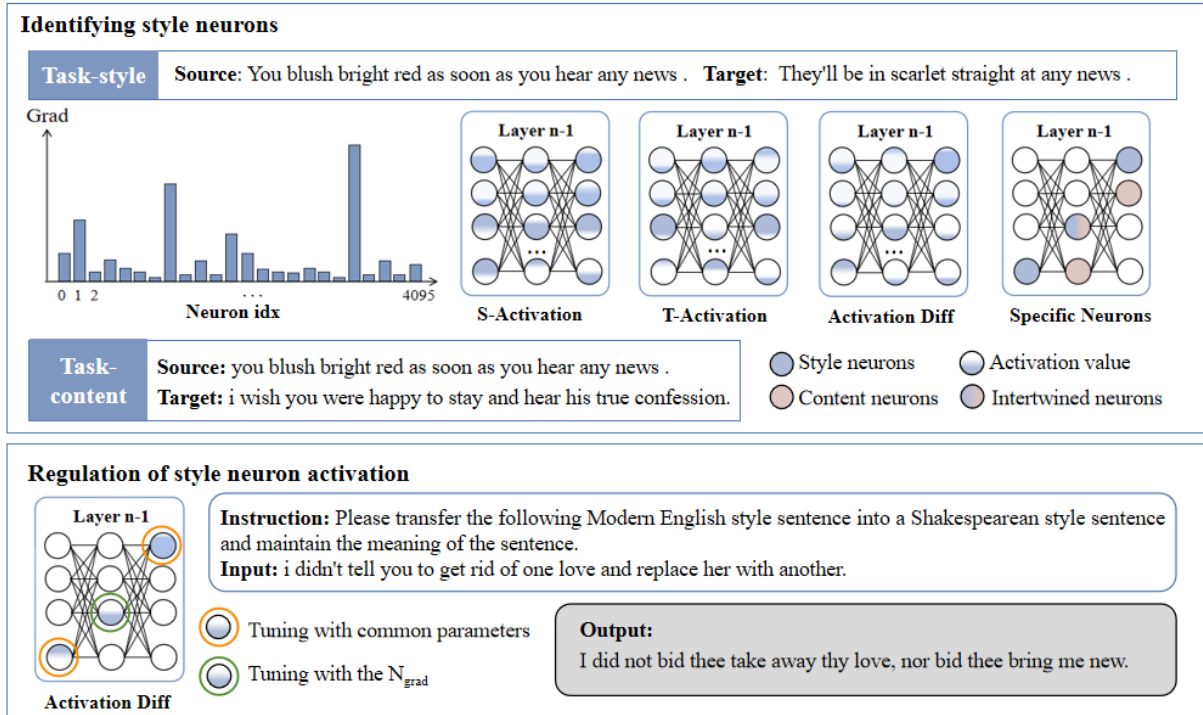 Identifying style neurons
Task-style
Source: You blush bright red as soon as you hear any news . Target: They'll be in scarlet straight at any news .
Grad
0 1 2 ... 4095
Neuron idx
Layer n-1
...
S-Activation
Layer n-1
...
T-Activation
Layer n-1
...
Activation Diff
Layer n-1
Specific Neurons
Task-
content
Source: you blush bright red as soon as you hear any news .
Target: i wish you were happy to stay and hear his true confession.
Style neurons
Activation value
Content neurons
Intertwined neurons
Regulation of style neuron activation
Layer n-1
Activation Diff
Instruction: Please transfer the following Modern English style sentence into a Shakespearean style sentence
and maintain the meaning of the sentence.
Input: i didn't tell you to get rid of one love and replace her with another.
Tuning with common parameters
Tuning with the N_grad
Output:
I did not bid thee take away thy love, nor bid thee bring me new.